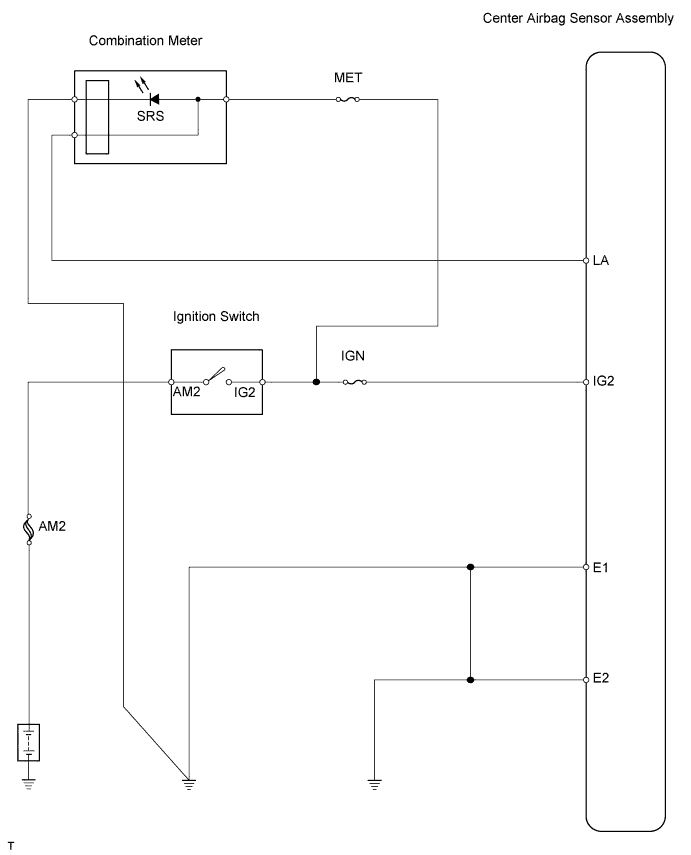 Center Airbag Sensor Assembly
Combination Meter
MET
SRS
LA
Ignition Switch
IGN
AM2
IG2
IG2
AM2
E1
E2
T